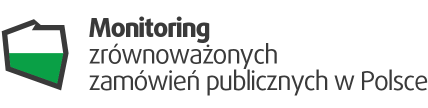 Monitoring
zrównoważonych
zamówień publicznych w Polsce